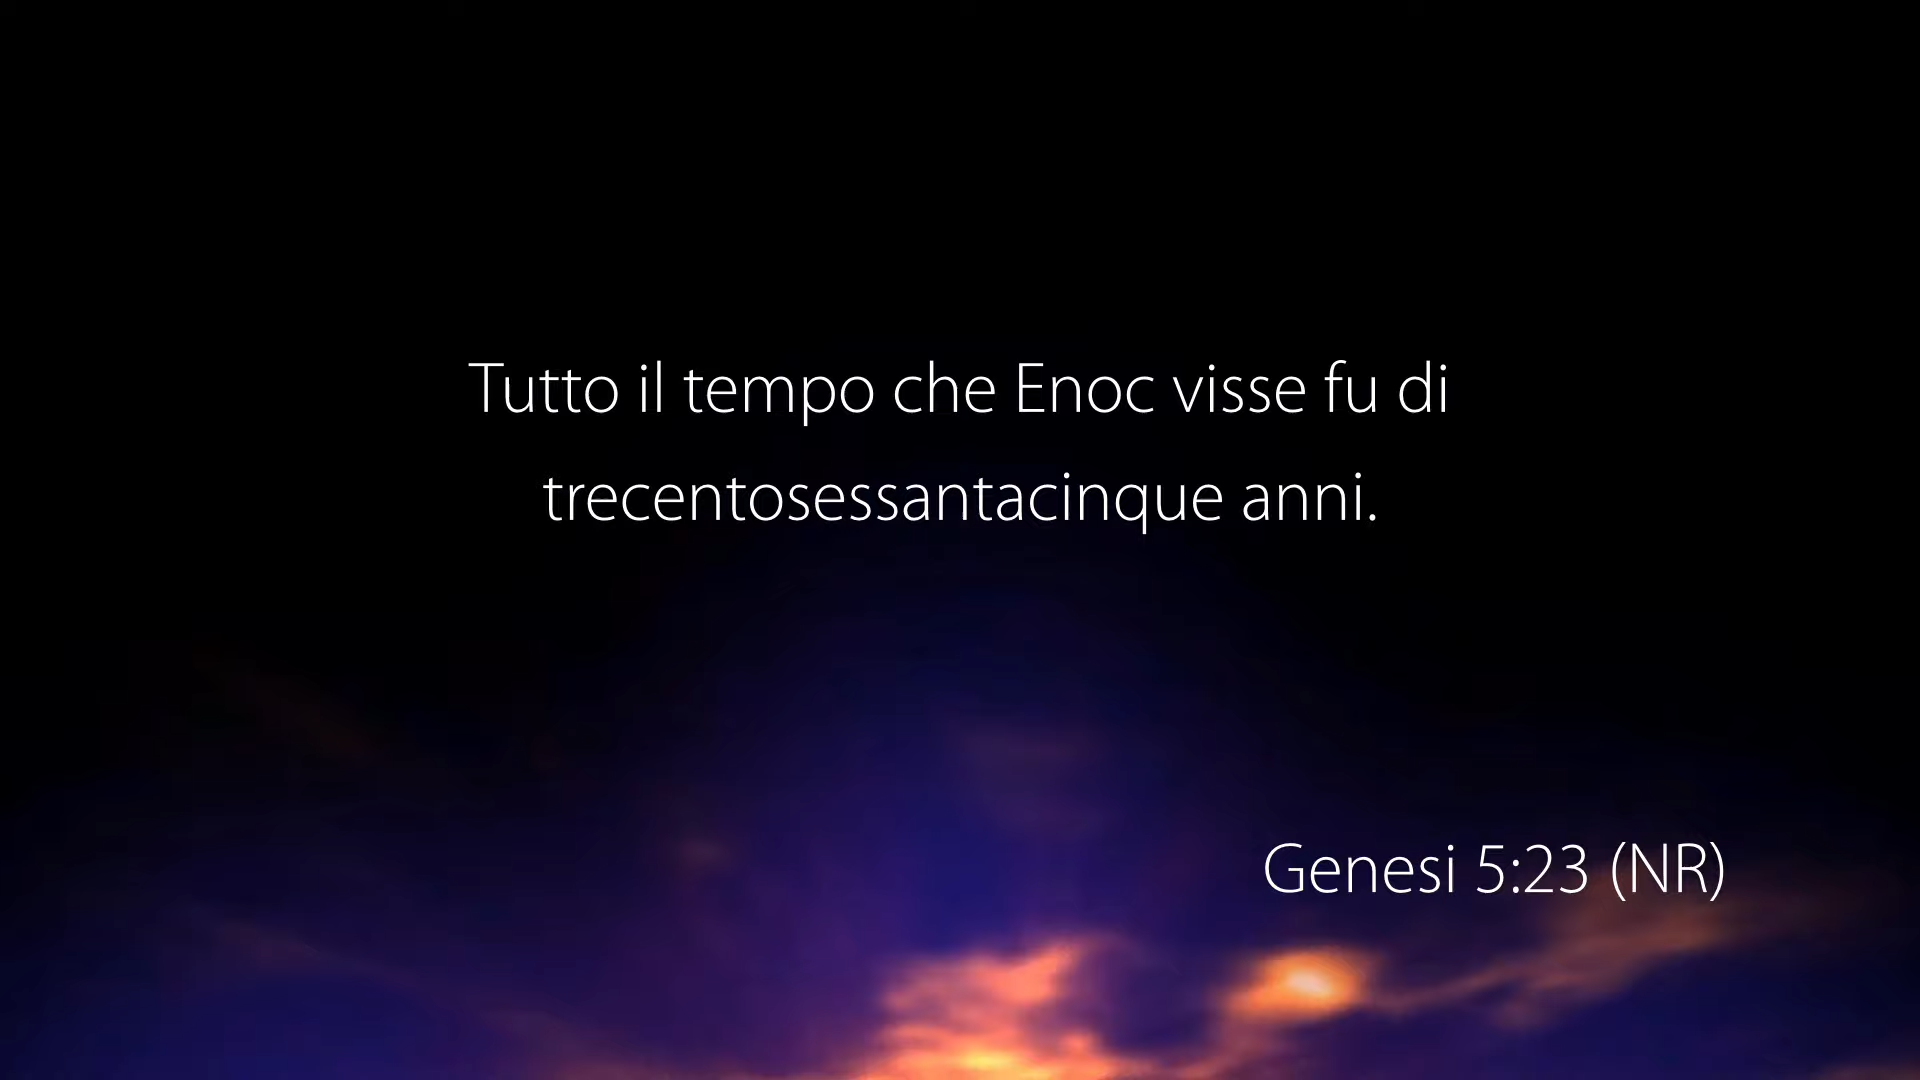 Tutto il tempo che Enoc visse fu di
trecentosessantacinque anni.
Genesi 5:23 (NR)